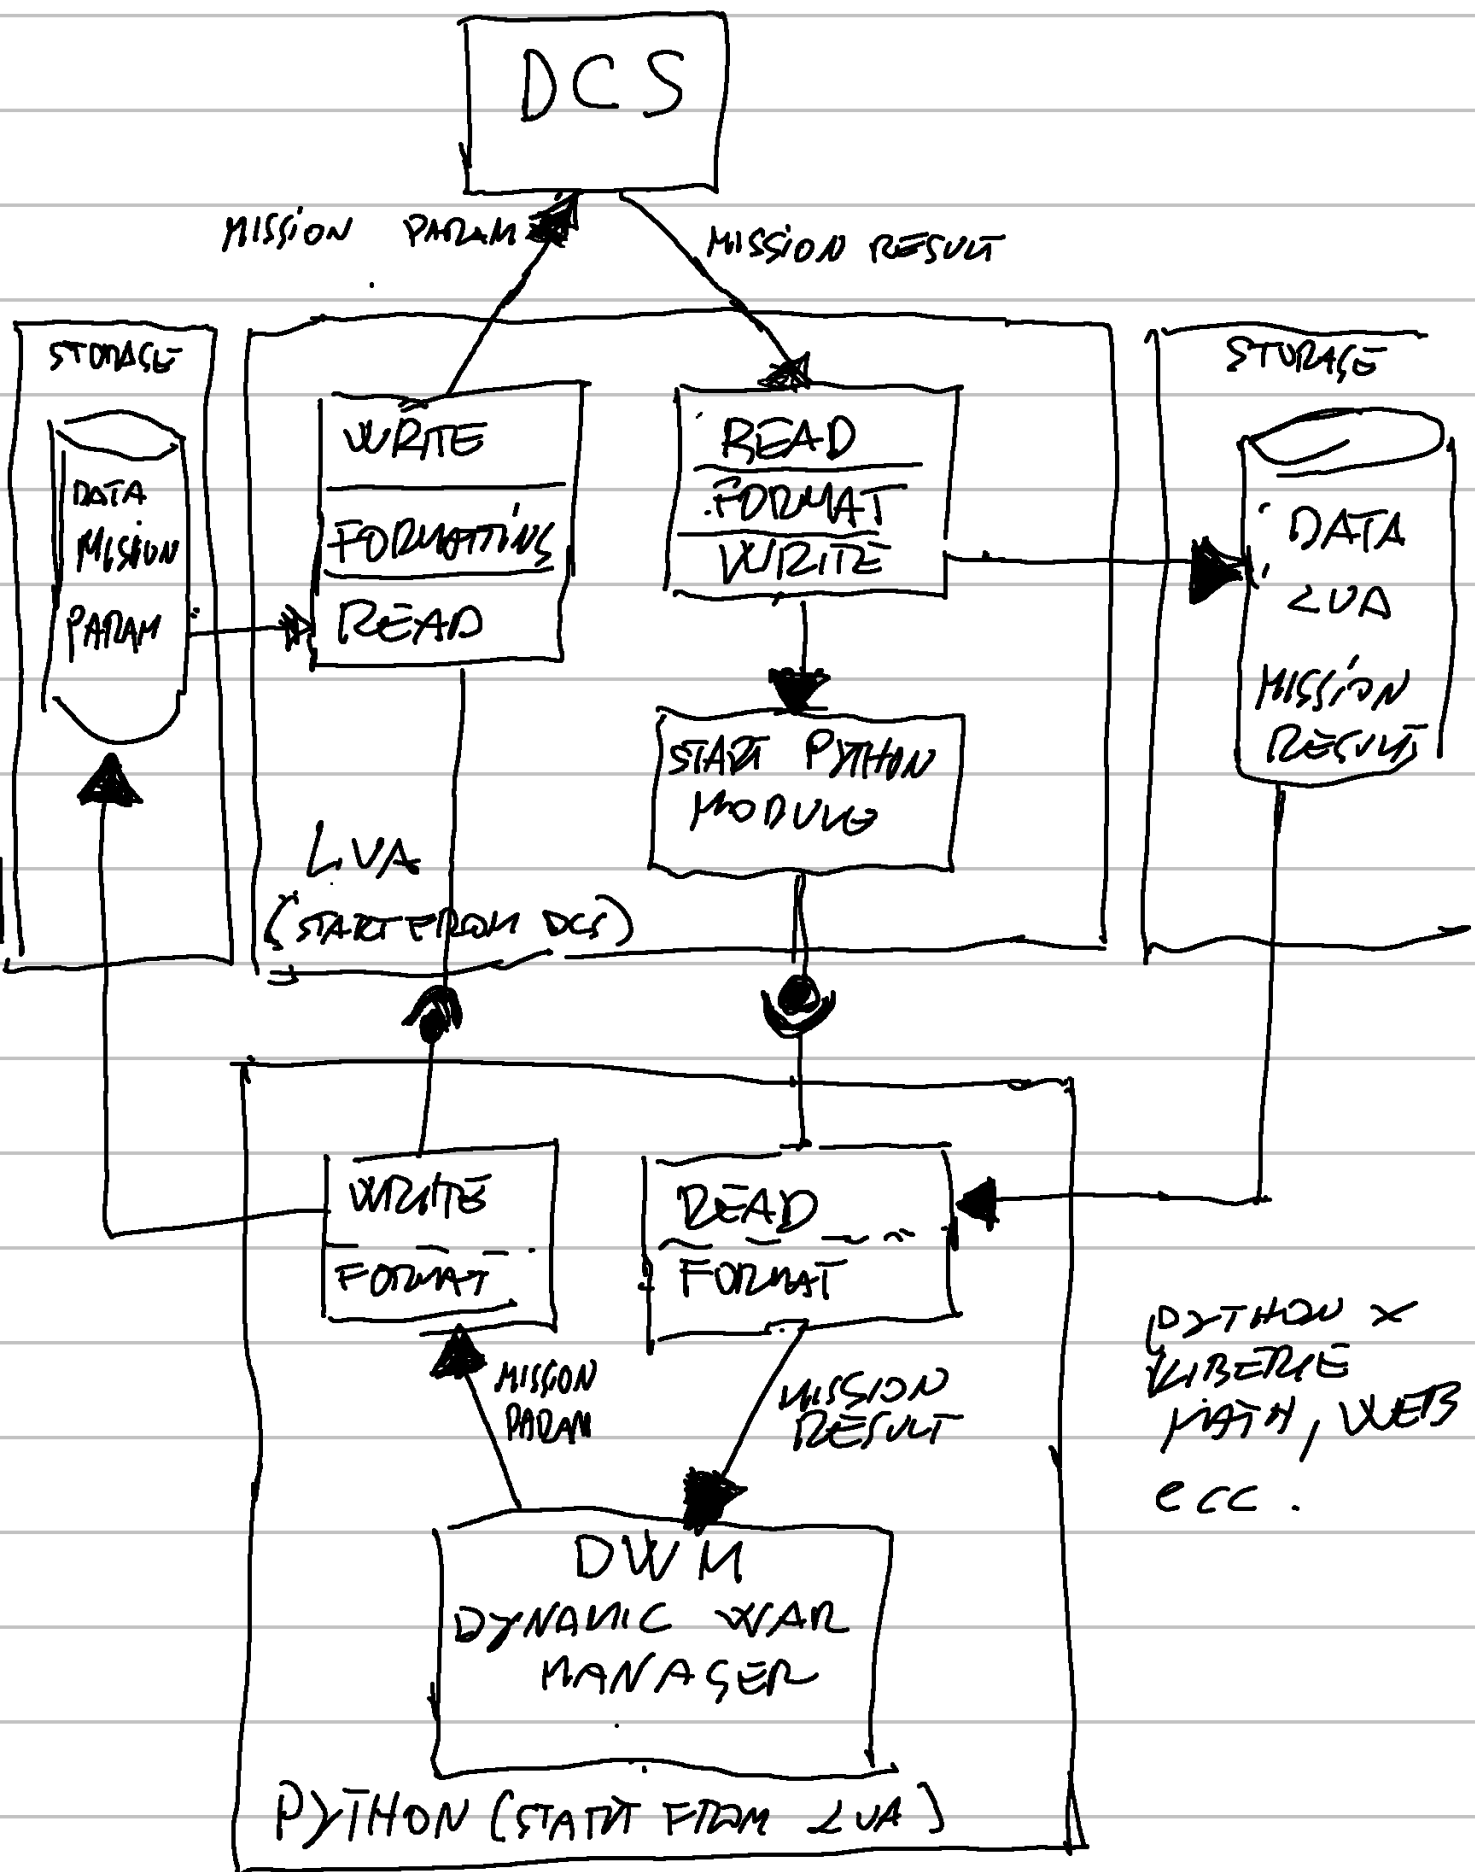 DCS
MISSION PARAM
MISSION RESULT
STORAGE
DATA
MISSION
PARAM
WRITE
FORMATTING
READ
READ
FORMAT
WRITE
START PYTHON
MODULE
LUA
(START FROM DCS)
STORAGE
DATA
LUA
MISSION
RESULT
WRITE
FORMAT
READ
FORMAT
MISSION
PARAM
MISSION
RESULT
PYTHON X
LIBERIE
MATH, WEB
ecc.
DWM
DYNAMIC WAR
MANAGER
PYTHON (START FROM LUA)